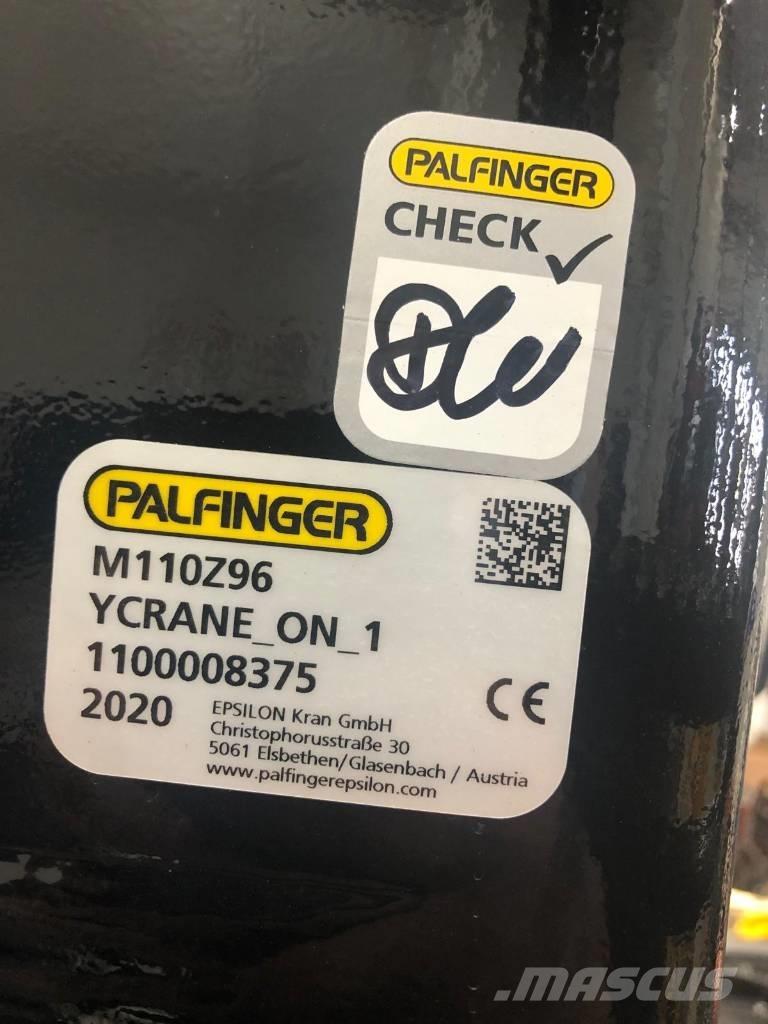 PALFINGER
CHECK
PALFINGER
M110Z96
YCRANE_ON_1
1100008375
2020
EPSILON Kran GmbH
Christophorusstraße 30
5061 Elsbethen/Glasenbach / Austria
www.palfingerepsilon.com
CE
MASCUS